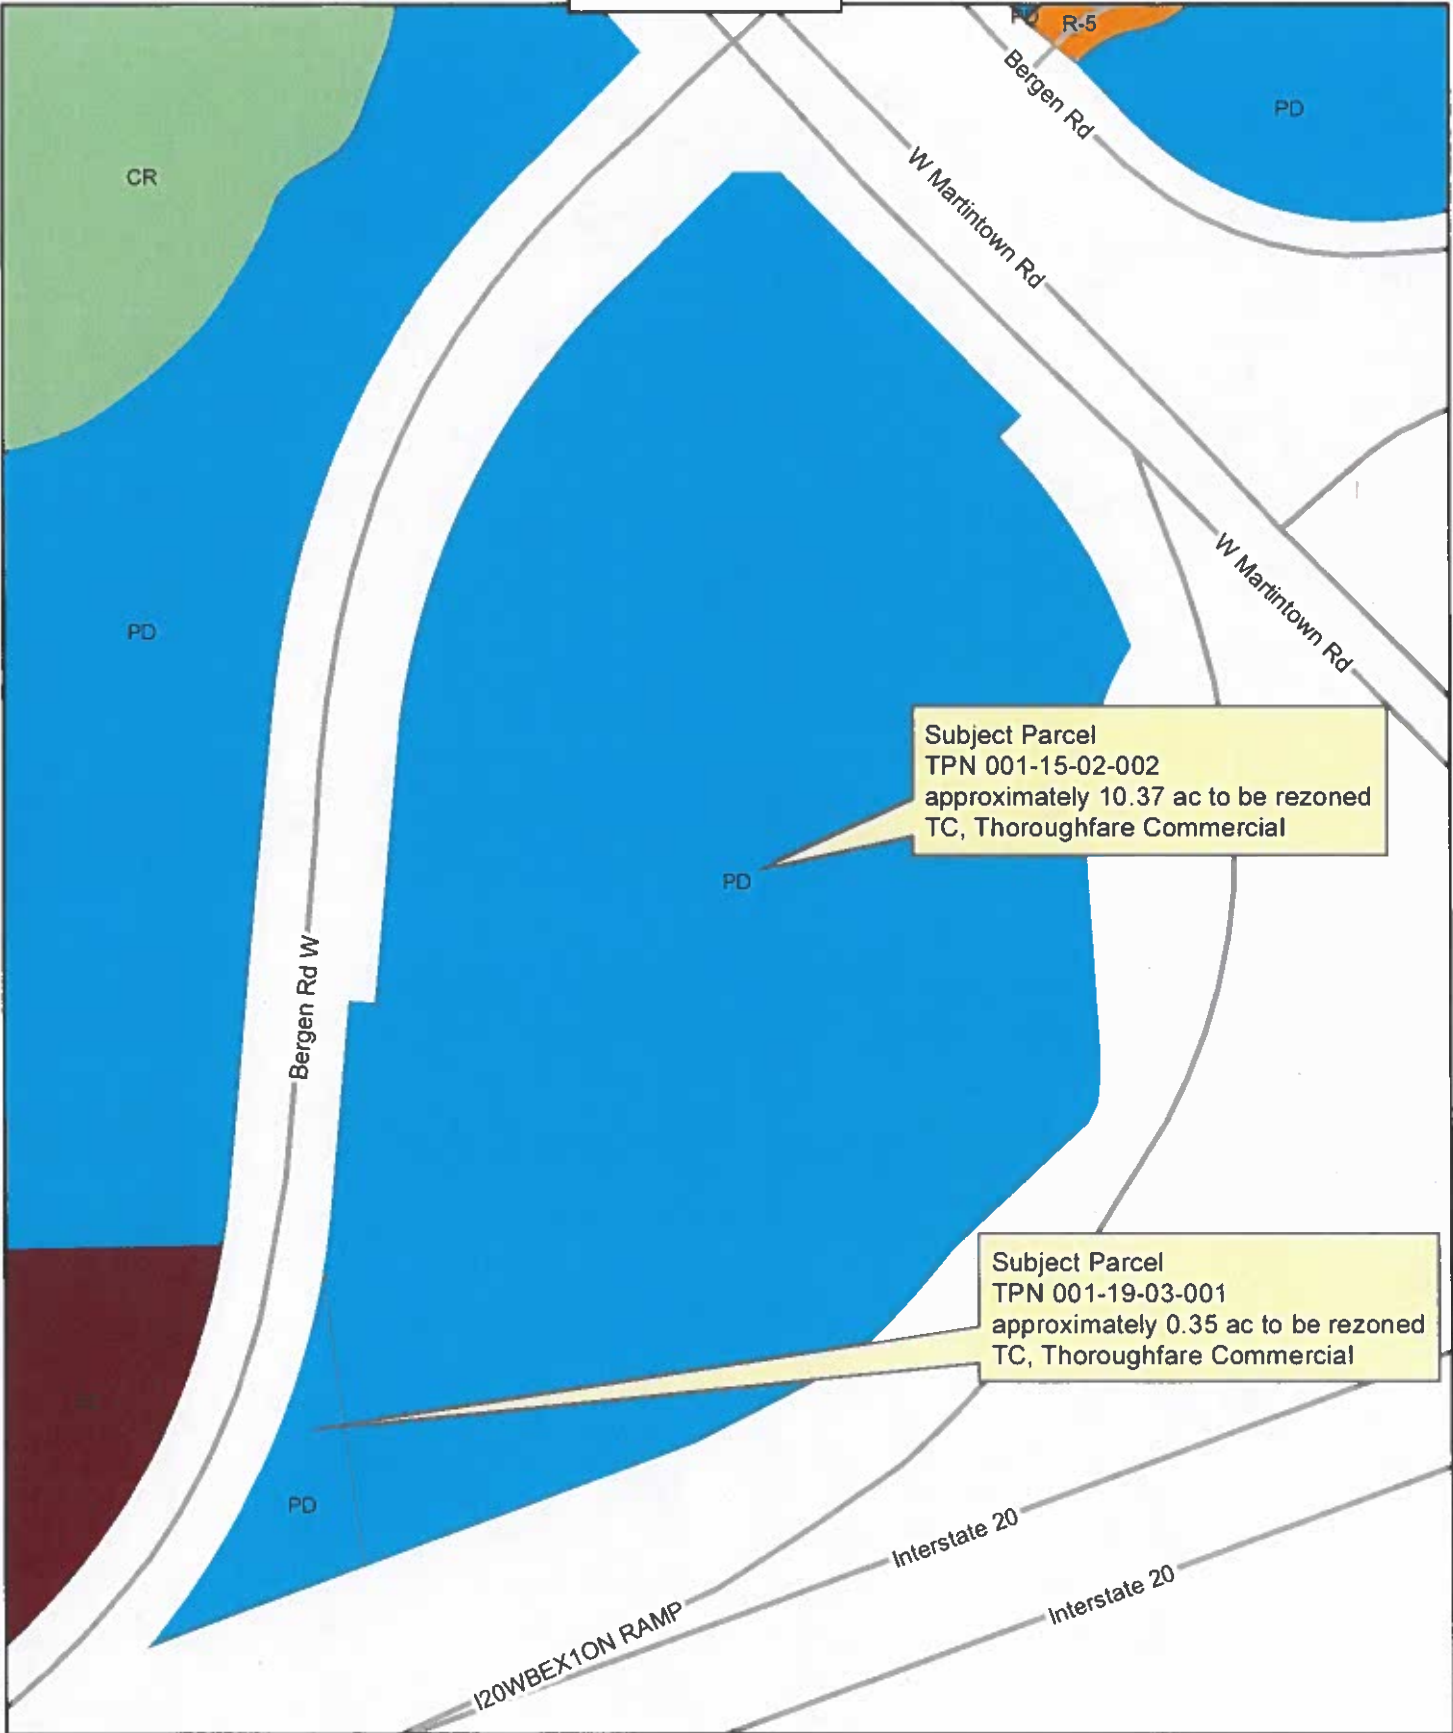 R-5
Bergen Rd
PD
CR
W Martintown Rd
W Martintown Rd
PD
Subject Parcel
TPN 001-15-02-002
approximately 10.37 ac to be rezoned
TC, Thoroughfare Commercial
PD
Bergen Rd W
Subject Parcel
TPN 001-19-03-001
approximately 0.35 ac to be rezoned
TC, Thoroughfare Commercial
PD
Interstate 20
Interstate 20
I20WBEX1ON RAMP